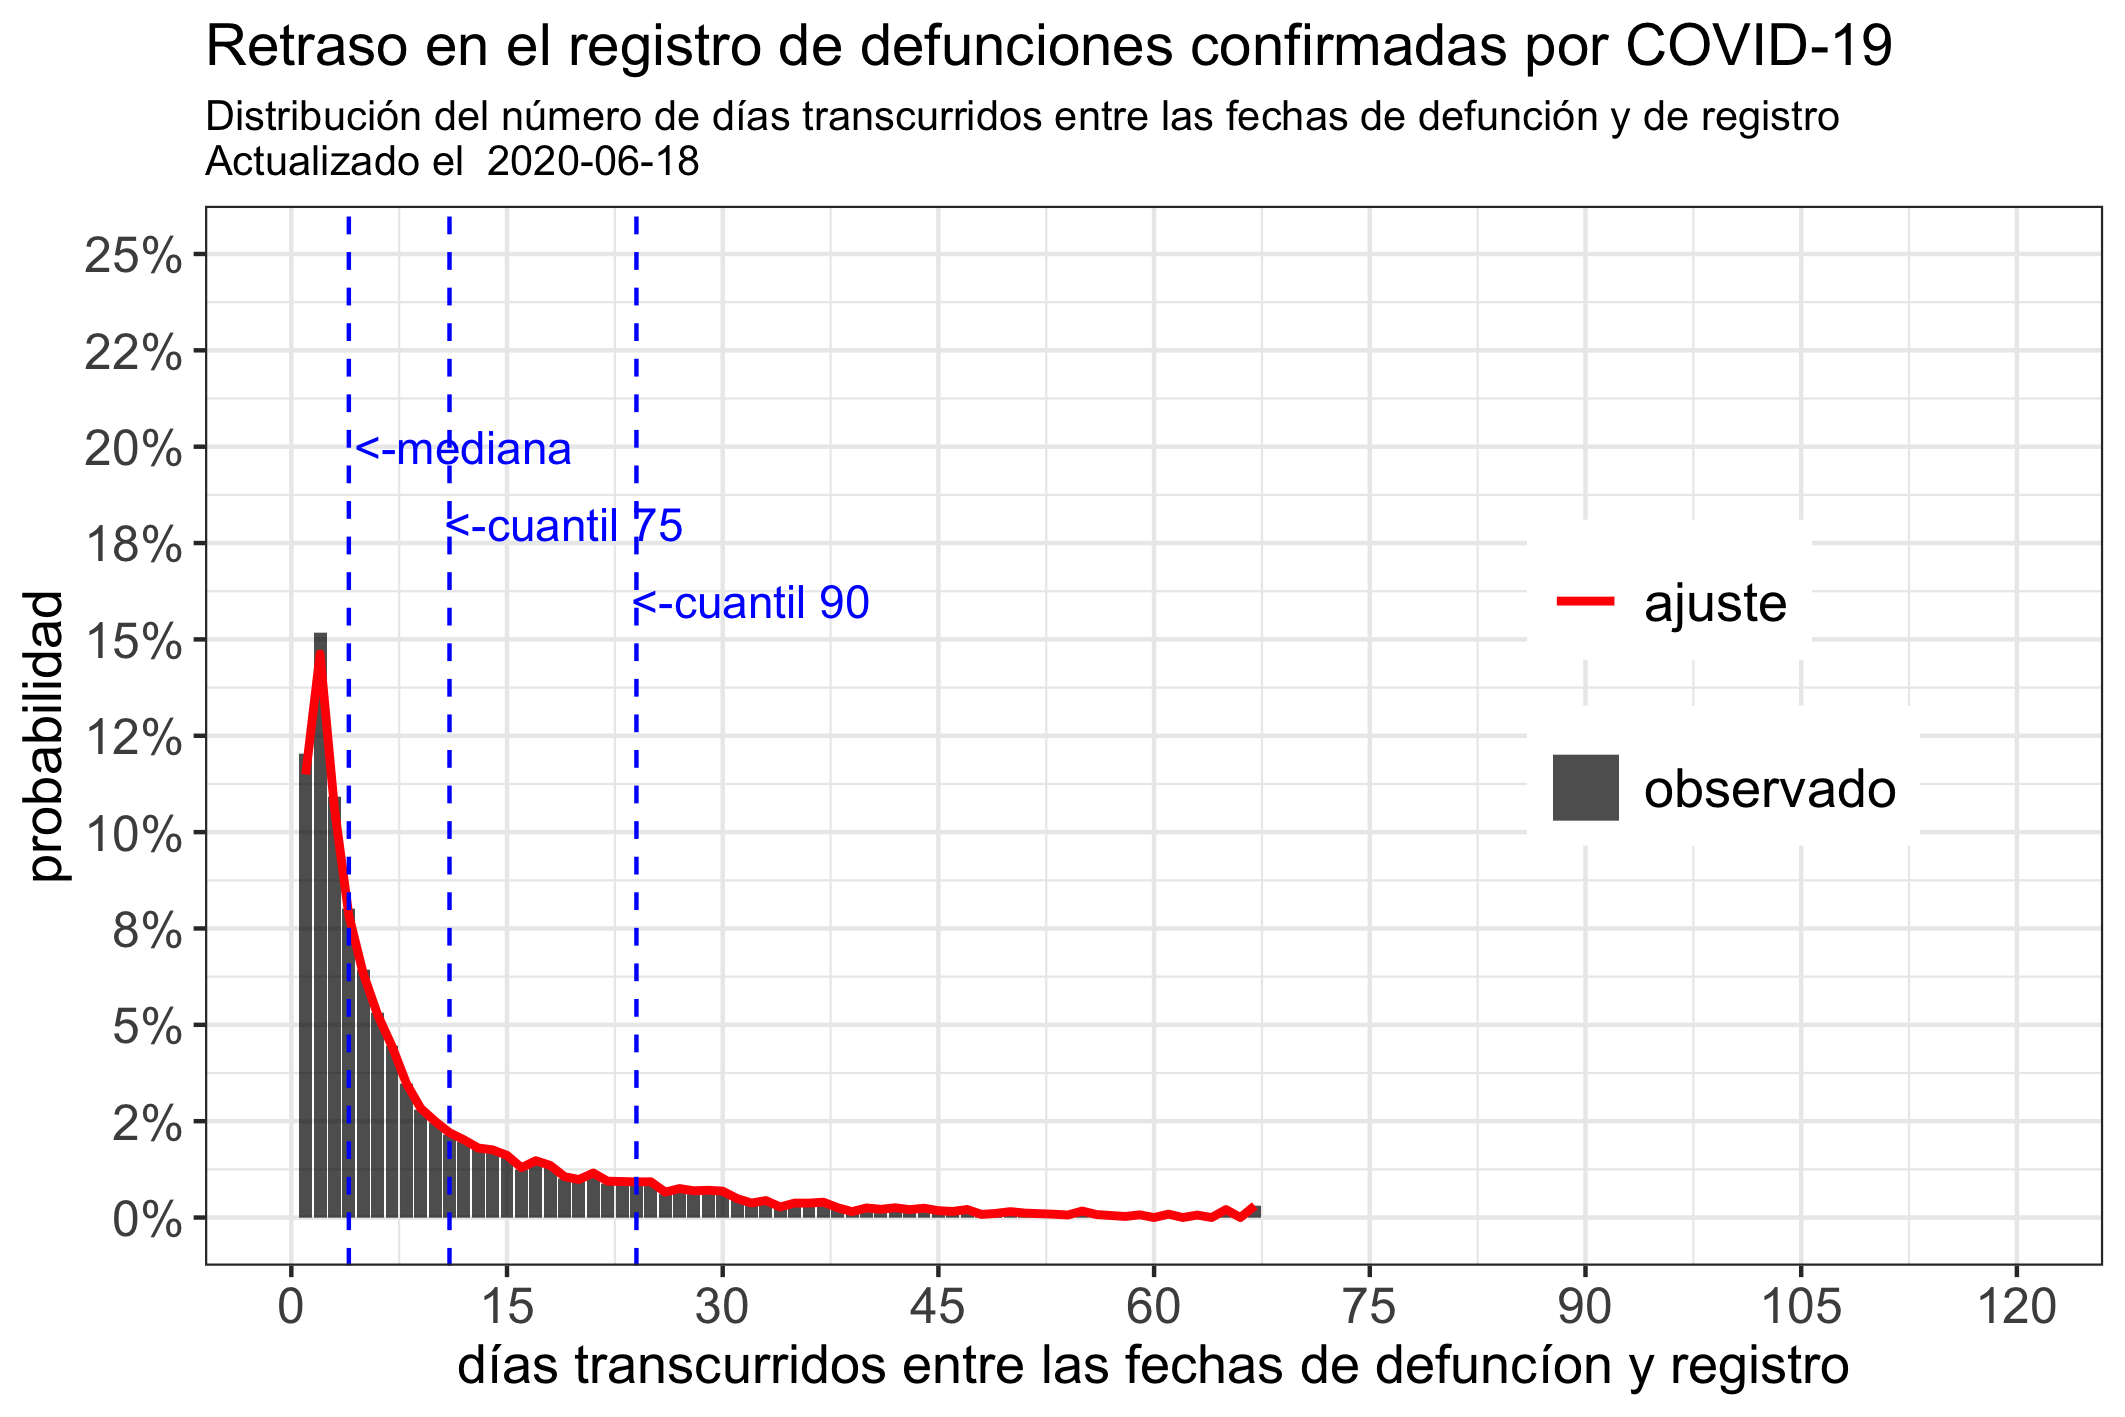 Retraso en el registro de defunciones confirmadas por COVID-19
Distribución del número de días transcurridos entre las fechas de defunción y de registro
Actualizado el  2020-06-18
25%
22%
20%
18%
15%
12%
10%
8%
5%
2%
0%
probabilidad
<-mediana
<-cuantil 75
<-cuantil 90
ajuste
observado
0 15 30 45 60 75 90 105 120
días transcurridos entre las fechas de defuncíon y registro